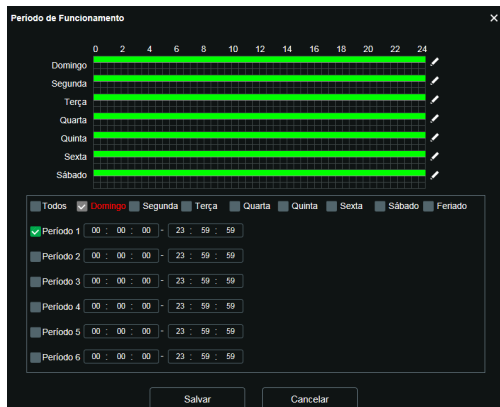 Período de Funcionamento
0 2 4 6 8 10 12 14 16 18 20 22 24
Domingo
Segunda
Terça
Quarta
Quinta
Sexta
Sábado
Todos Domingo Segunda Terça Quarta Quinta Sexta Sábado Feriado
Período 1 00 : 00 : 00 - 23 : 59 : 59
Período 2 00 : 00 : 00 - 23 : 59 : 59
Período 3 00 : 00 : 00 - 23 : 59 : 59
Período 4 00 : 00 : 00 - 23 : 59 : 59
Período 5 00 : 00 : 00 - 23 : 59 : 59
Período 6 00 : 00 : 00 - 23 : 59 : 59
Salvar Cancelar